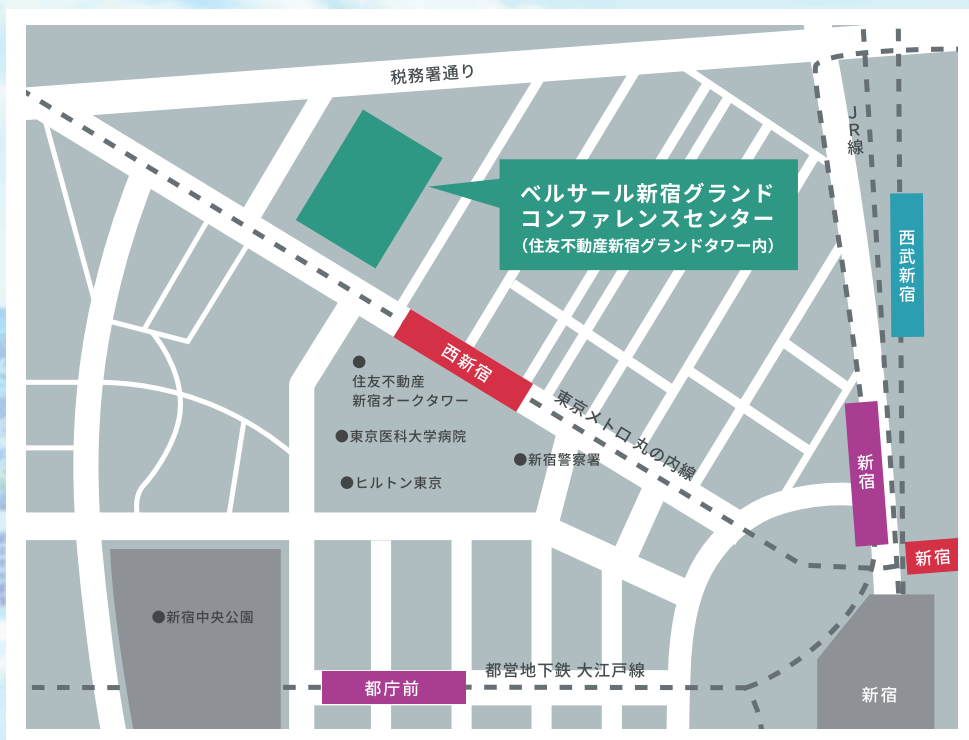 税務署通り
JR線
ベルサール新宿グランド
コンファレンスセンター
（住友不動産新宿グランドタワー内）
西武新宿
西新宿
●
住友不動産
新宿オークタワー
東京メトロ 丸の内線
●東京医科大学病院
●新宿警察署
新宿
●ヒルトン東京
新宿
●新宿中央公園
都営地下鉄 大江戸線
都庁前
新宿